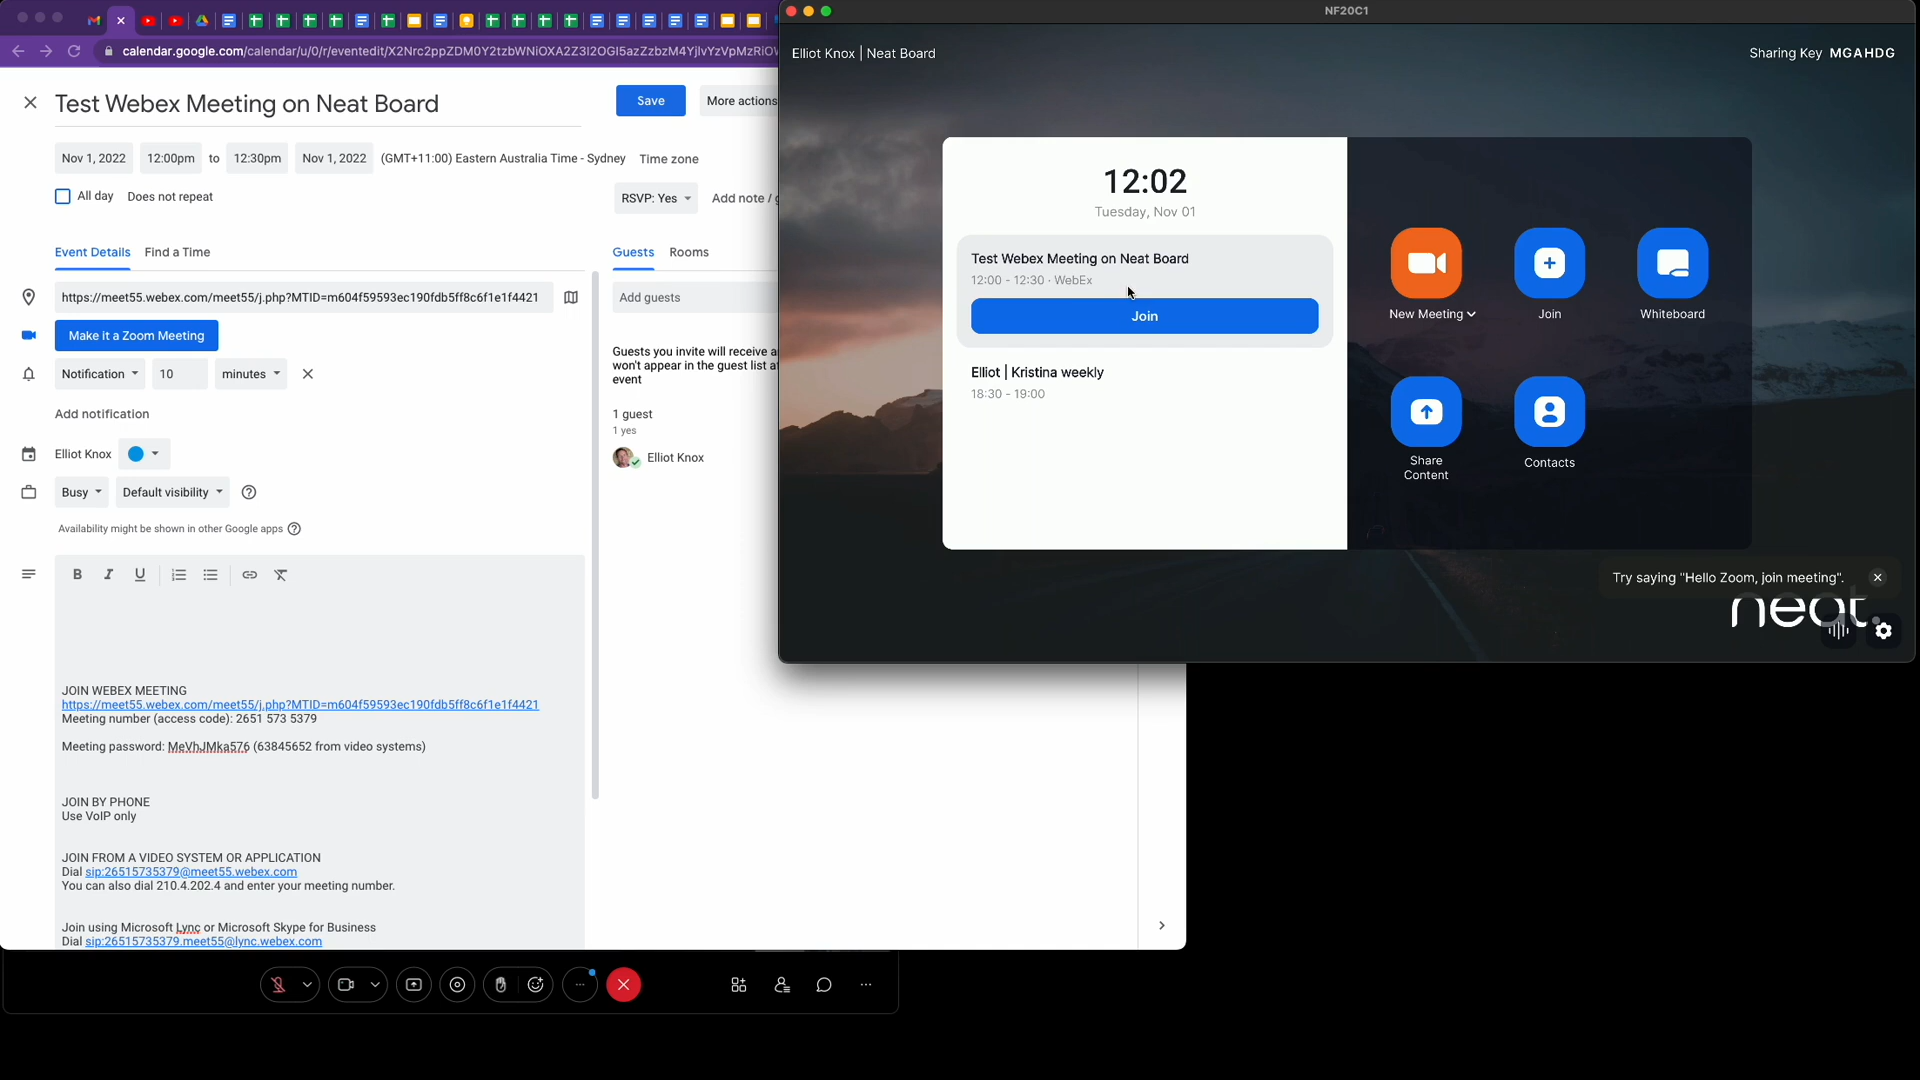 NF20C1
calendar.google.com/calendar/u/0/r/eventedit/X2Nrc2ppZDM0Y2tzbWNiOXA2Z3I2OGI5azZzbzM4YjlvYzVpMzRiOW
Test Webex Meeting on Neat Board
Save
More actions
Nov 1, 2022
12:00pm
to
12:30pm
Nov 1, 2022
(GMT+11:00) Eastern Australia Time - Sydney
Time zone
All day
Does not repeat
RSVP: Yes
Add note / g
Event Details
Find a Time
Guests
Rooms
https://meet55.webex.com/meet55/j.php?MTID=m604f59593ec190fdb5ff8c6f1e1f4421
Add guests
Make it a Zoom Meeting
Notification
10
minutes
Guests you invite will receive a
won't appear in the guest list a
event
Add notification
1 guest
1 yes
Elliot Knox
Elliot Knox
Busy
Default visibility
Availability might be shown in other Google apps
JOIN WEBEX MEETING
https://meet55.webex.com/meet55/j.php?MTID=m604f59593ec190fdb5ff8c6f1e1f4421
Meeting number (access code): 2651 573 5379
Meeting password: MeVhJMka576 (63845652 from video systems)
JOIN BY PHONE
Use VoIP only
JOIN FROM A VIDEO SYSTEM OR APPLICATION
Dial sip:26515735379@meet55.webex.com
You can also dial 210.4.202.4 and enter your meeting number.
Join using Microsoft Lync or Microsoft Skype for Business
Dial sip:26515735379.meet55@lync.webex.com
Elliot Knox | Neat Board
Sharing Key MGAHDG
12:02
Tuesday, Nov 01
Test Webex Meeting on Neat Board
12:00 - 12:30 · WebEx
Join
Elliot | Kristina weekly
18:30 - 19:00
New Meeting
Join
Whiteboard
Share
Content
Contacts
Try saying "Hello Zoom, join meeting".
neat.